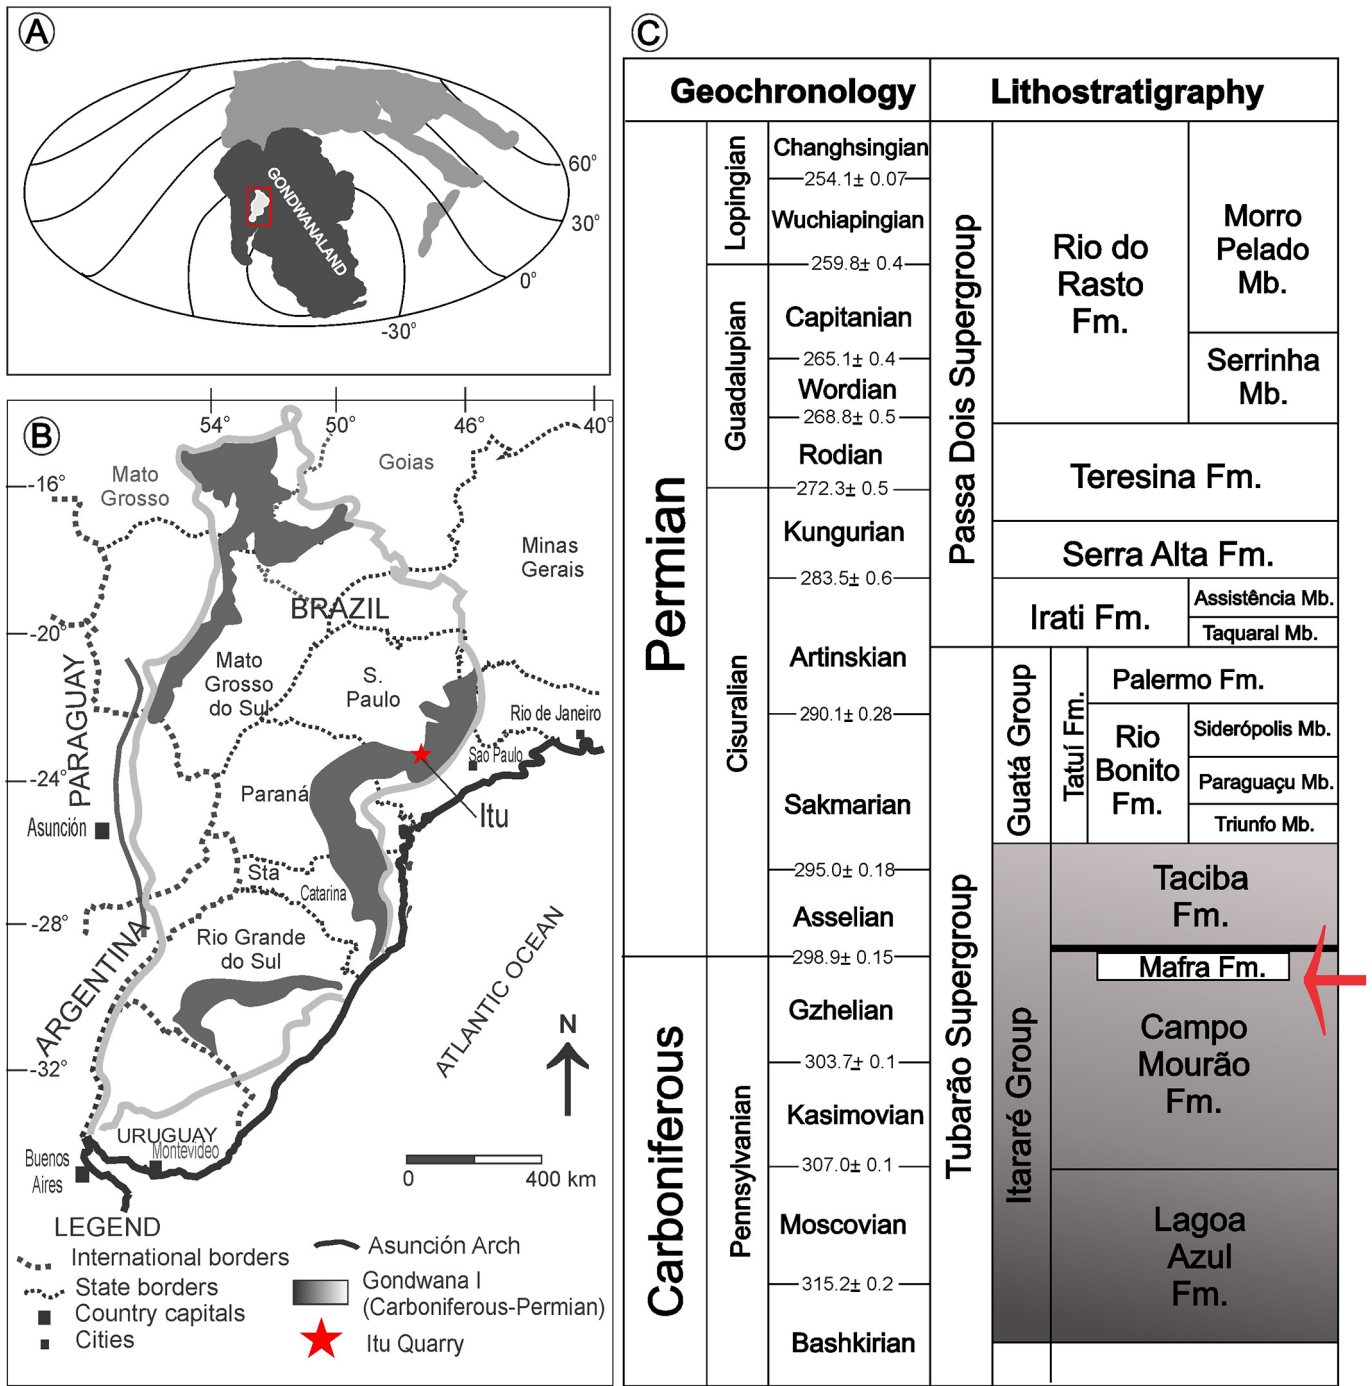 A
GONDWANALAND
60°
30°
0°
-30°
B
54°
50°
46°
40°
-16°
-20°
-24°
-28°
-32°
Mato
Grosso
Goias
Minas
Gerais
BRAZIL
Mato
Grosso
do Sul
S.
Paulo
Rio de Janeiro
Sao Paulo
PARAGUAY
Paraná
Itu
Asunción
Sta
Catarina
Rio Grande
do Sul
ARGENTINA
ATLANTIC OCEAN
N
URUGUAY
Montevideo
Buenos
Aires
0
400 km
LEGEND
International borders
State borders
Country capitals
Cities
Asunción Arch
Gondwana I
(Carboniferous-Permian)
Itu Quarry
C
Geochronology
Lithostratigraphy
Permian
Carboniferous
Lopingian
Guadalupian
Cisuralian
Pennsylvanian
Changhsingian
254.1± 0.07
Wuchiapingian
259.8± 0.4
Capitanian
265.1± 0.4
Wordian
268.8± 0.5
Rodian
272.3± 0.5
Kungurian
283.5± 0.6
Artinskian
290.1± 0.28
Sakmarian
295.0± 0.18
Asselian
298.9± 0.15
Gzhelian
303.7± 0.1
Kasimovian
307.0± 0.1
Moscovian
315.2± 0.2
Bashkirian
Passa Dois Supergroup
Tubarão Supergroup
Rio do
Rasto
Fm.
Morro
Pelado
Mb.
Serrinha
Mb.
Teresina Fm.
Serra Alta Fm.
Irati Fm.
Assistência Mb.
Taquaral Mb.
Guatá Group
Tatuí Fm.
Palermo Fm.
Rio
Bonito
Fm.
Siderópolis Mb.
Paraguaçu Mb.
Triunfo Mb.
Itararé Group
Taciba
Fm.
Mafra Fm.
Campo
Mourão
Fm.
Lagoa
Azul
Fm.